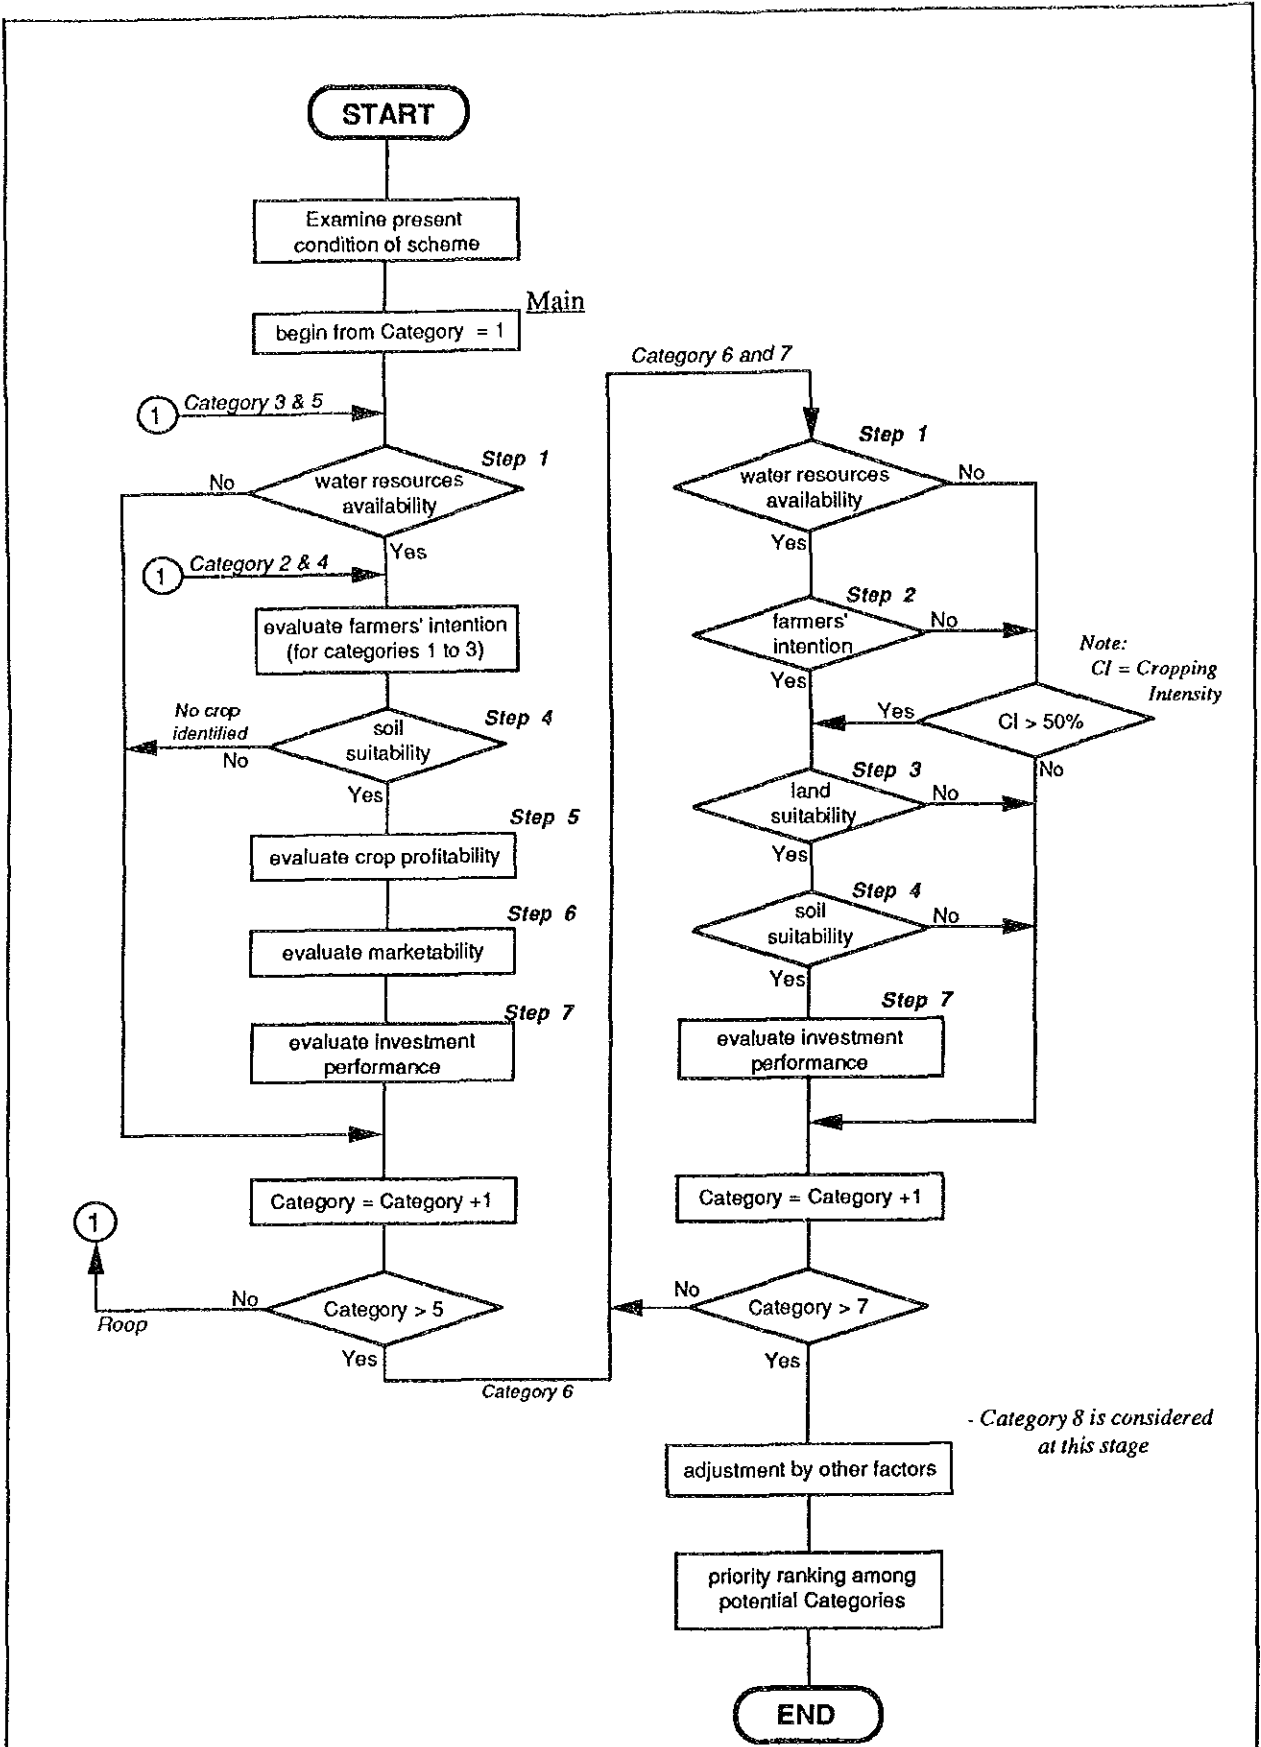 START
Examine present
condition of scheme
Main
begin from Category = 1
1
Category 3 & 5
Step 1
No
water resources
availability
Yes
1
Category 2 & 4
evaluate farmers' intention
(for categories 1 to 3)
No crop
identified
No
Step 4
soil
suitability
Yes
Step 5
evaluate crop profitability
Step 6
evaluate marketability
Step 7
evaluate investment
performance
Category = Category +1
1
No
Roop
Category > 5
Yes
Category 6
Category 6 and 7
Step 1
water resources
availability
No
Yes
Step 2
farmers'
intention
No
Yes
Note:
CI = Cropping
Intensity
Yes
CI > 50%
No
Step 3
land
suitability
No
Yes
Step 4
soil
suitability
No
Yes
Step 7
evaluate investment
performance
Category = Category +1
No
Category > 7
Yes
- Category 8 is considered
at this stage
adjustment by other factors
priority ranking among
potential Categories
END